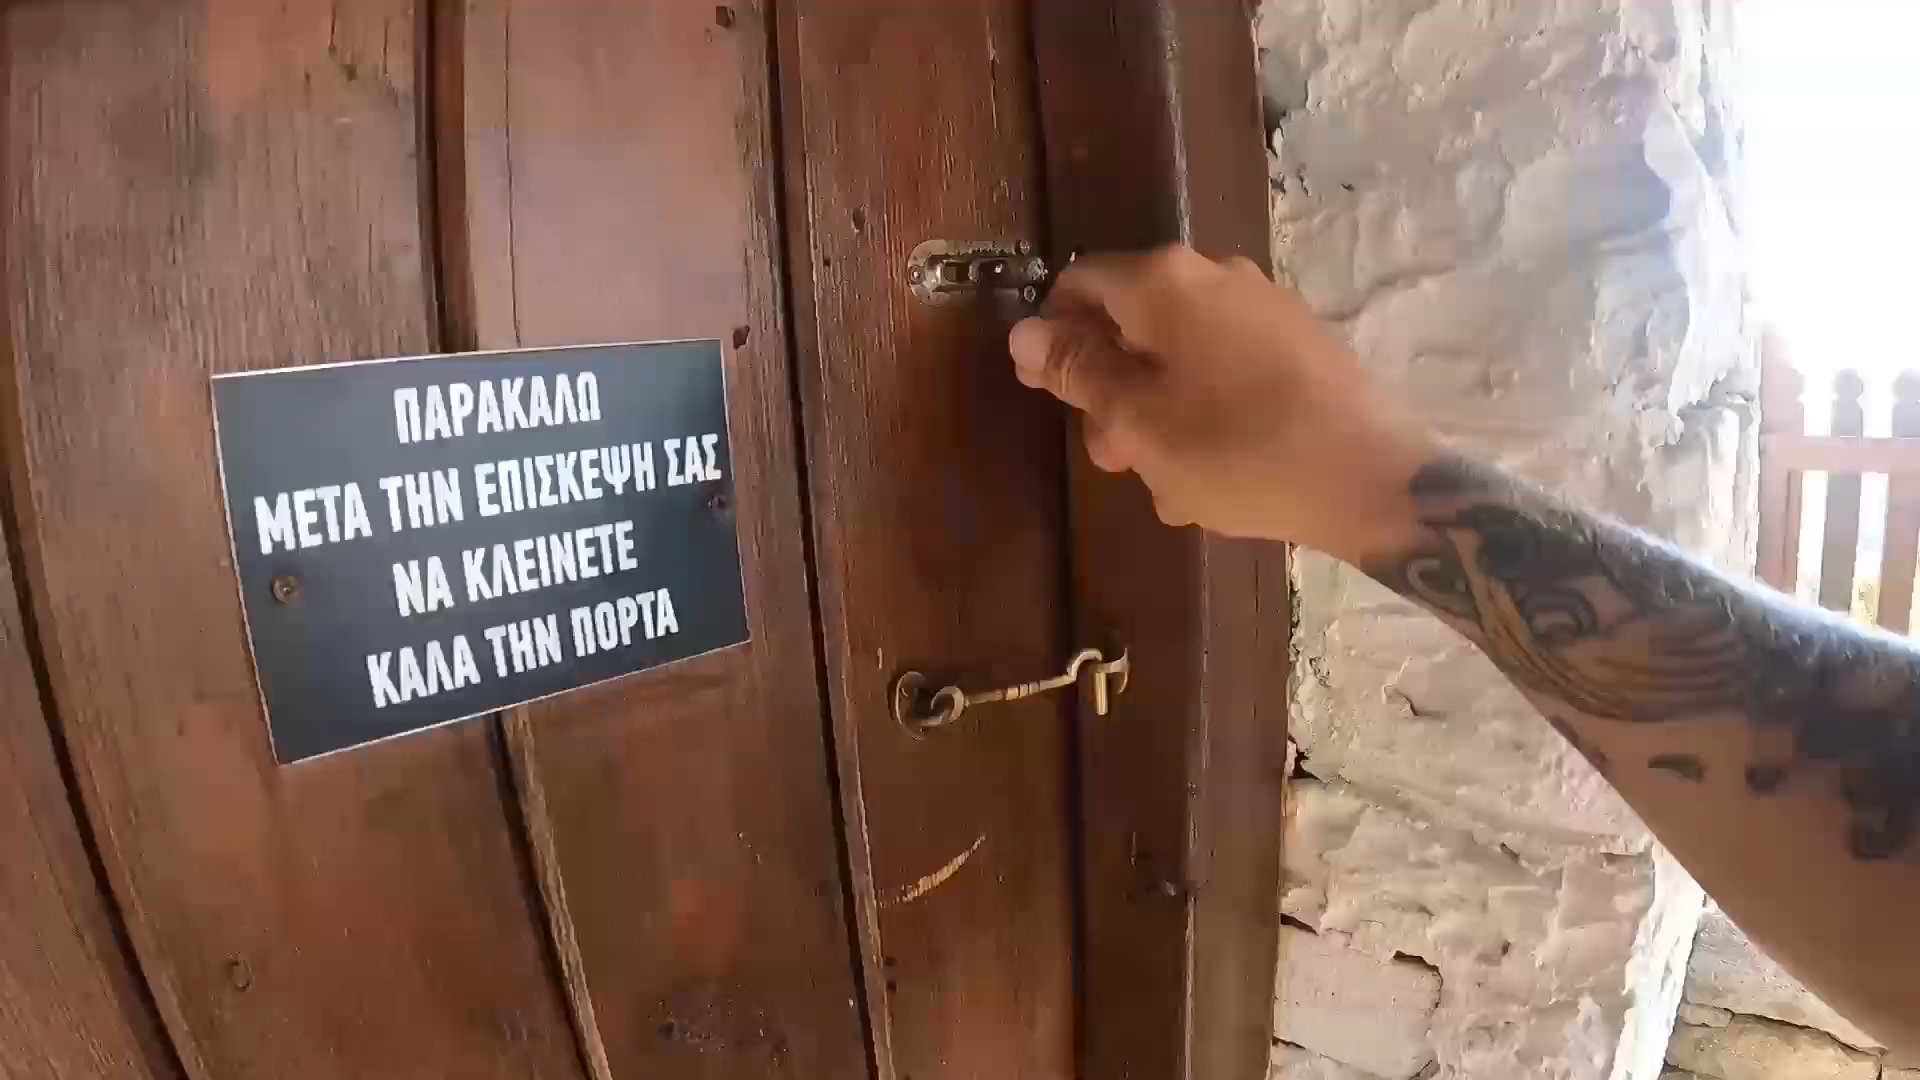 ΠΑΡΑΚΑΛΩ
ΜΕΤΑ ΤΗΝ ΕΠΙΣΚΕΨΗ ΣΑΣ
ΝΑ ΚΛΕΙΝΕΤΕ
ΚΑΛΑ ΤΗΝ ΠΟΡΤΑ